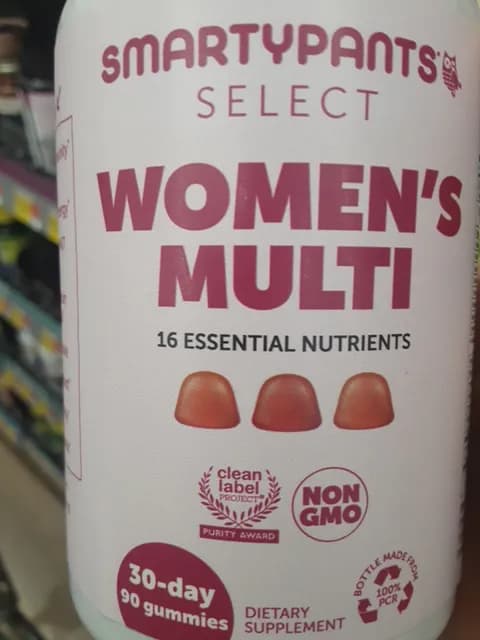 SMARTYPANTS
SELECT
WOMEN'S
MULTI
16 ESSENTIAL NUTRIENTS
clean
label
PROJECT
PURITY AWARD
NON
GMO
30-day
90 gummies
DIETARY
SUPPLEMENT
BOTTLE MADE FROM
100%
PCR